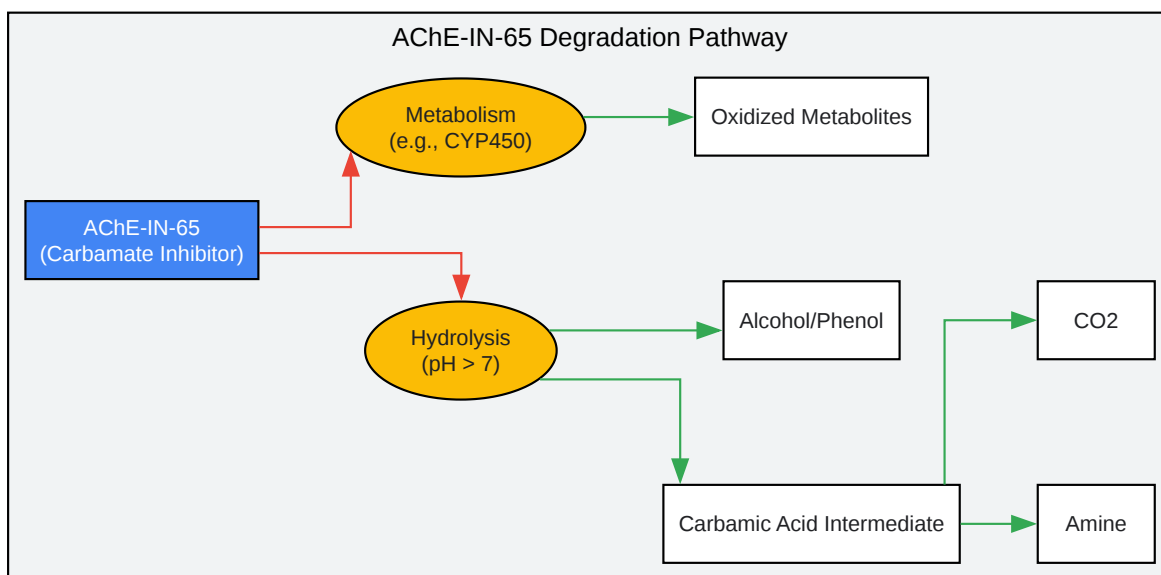 AChE-IN-65 Degradation Pathway
Metabolism
(e.g., CYP450)
Oxidized Metabolites
AChE-IN-65
(Carbamate Inhibitor)
Hydrolysis
(pH > 7)
Alcohol/Phenol
CO2
Carbamic Acid Intermediate
Amine